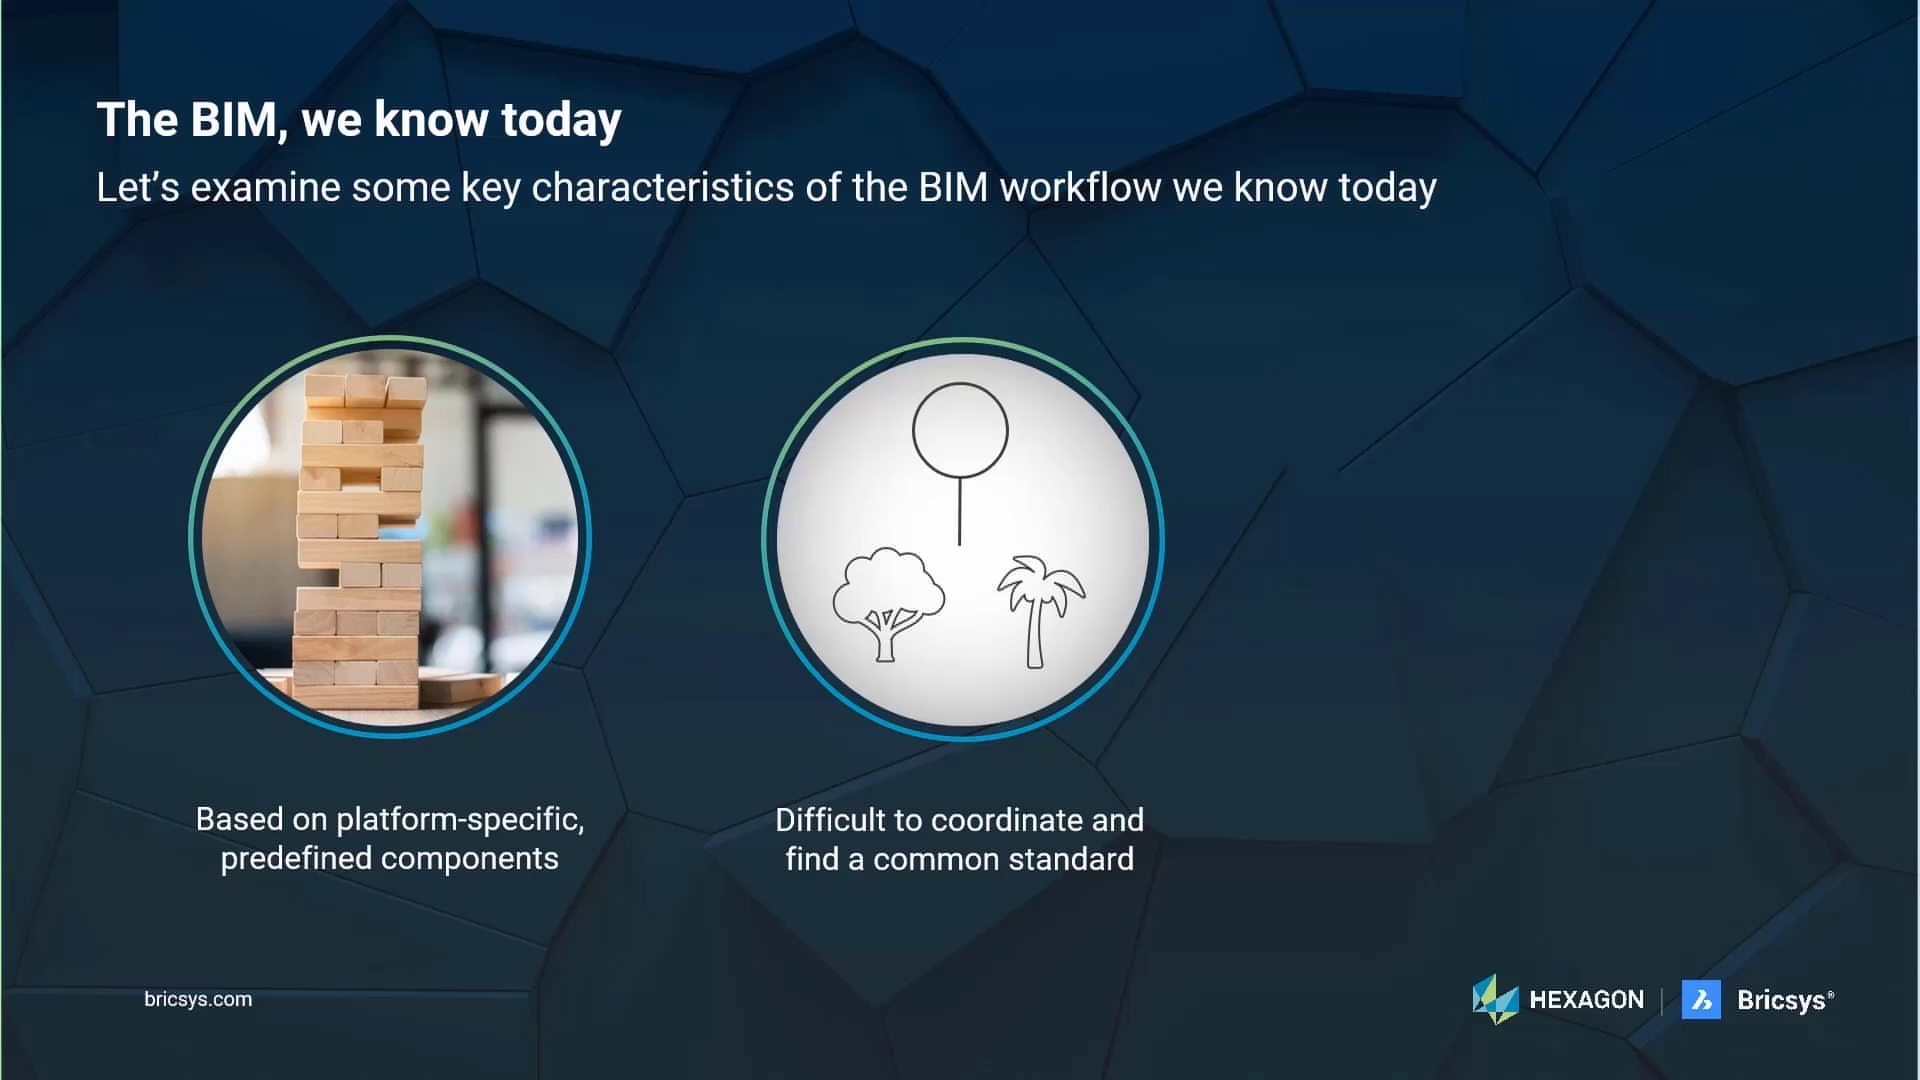 The BIM, we know today
Let's examine some key characteristics of the BIM workflow we know today
Based on platform-specific,
predefined components
Difficult to coordinate and
find a common standard
bricsys.com
HEXAGON | Bricsys®